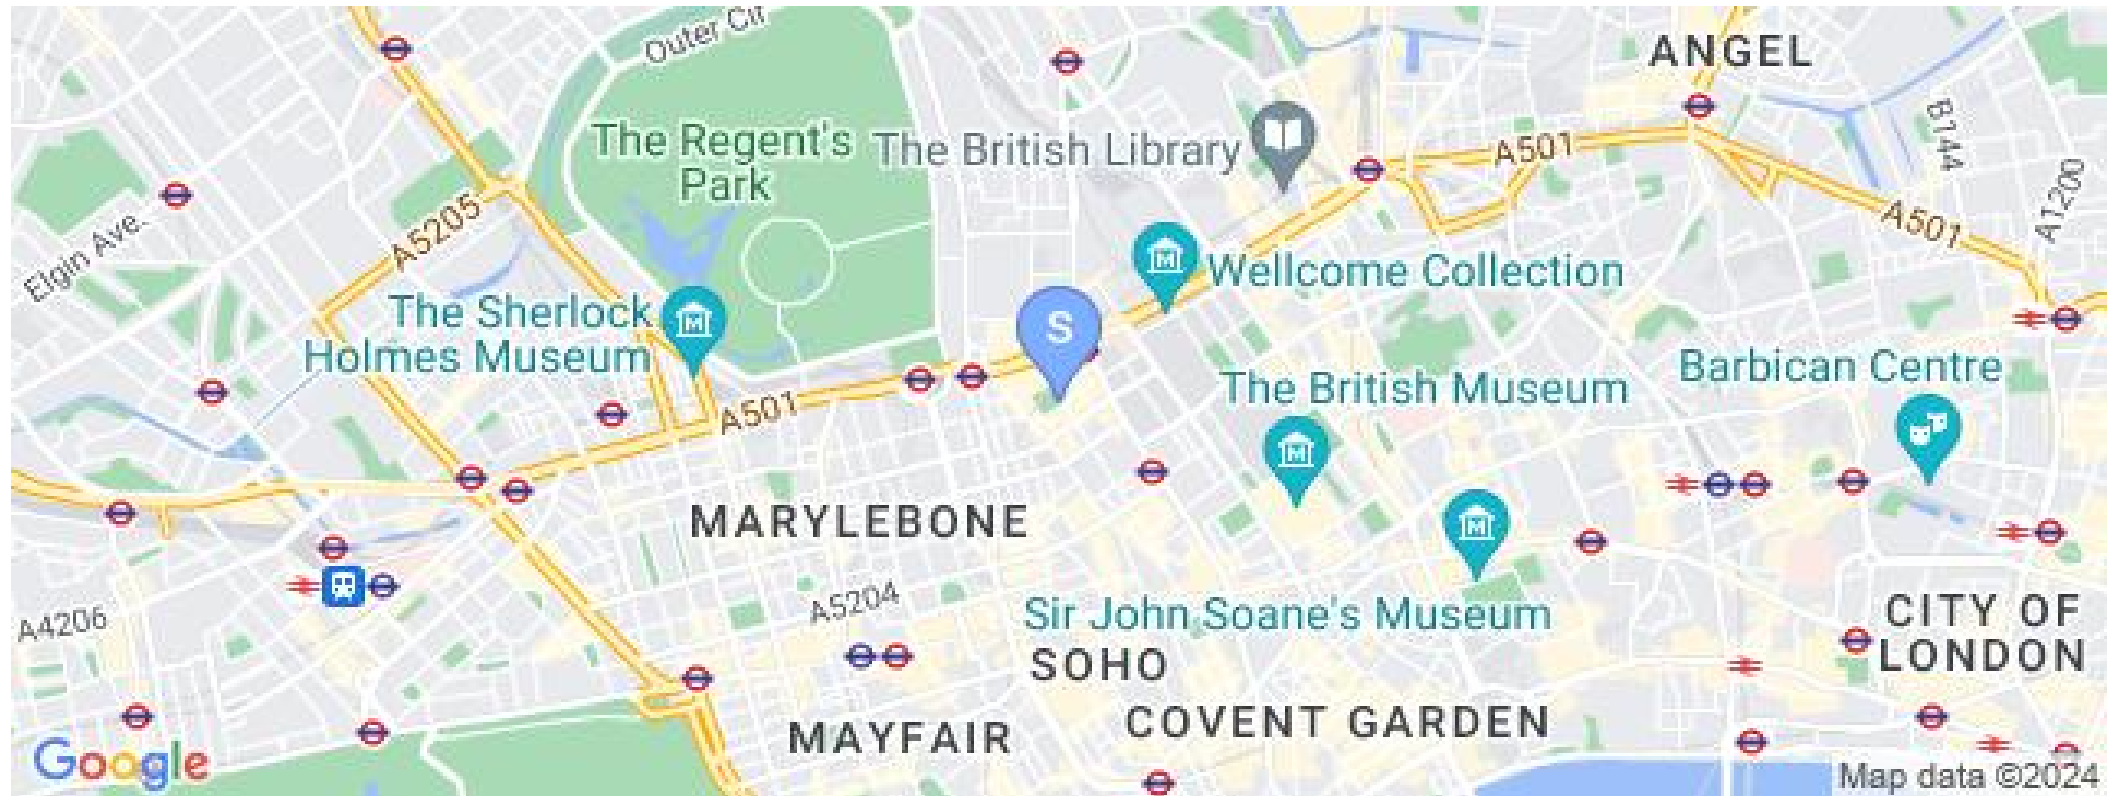 Outer Cir
ANGEL
The Regent's
Park
The British Library
A501
B144
A1200
Elgin Ave.
A5205
A501
Wellcome Collection
The Sherlock
Holmes Museum
S
A501
The British Museum
Barbican Centre
MARYLEBONE
A4206
A5204
Sir John Soane's Museum
SOHO
CITY OF
LONDON
MAYFAIR
COVENT GARDEN
Google
Map data ©2024